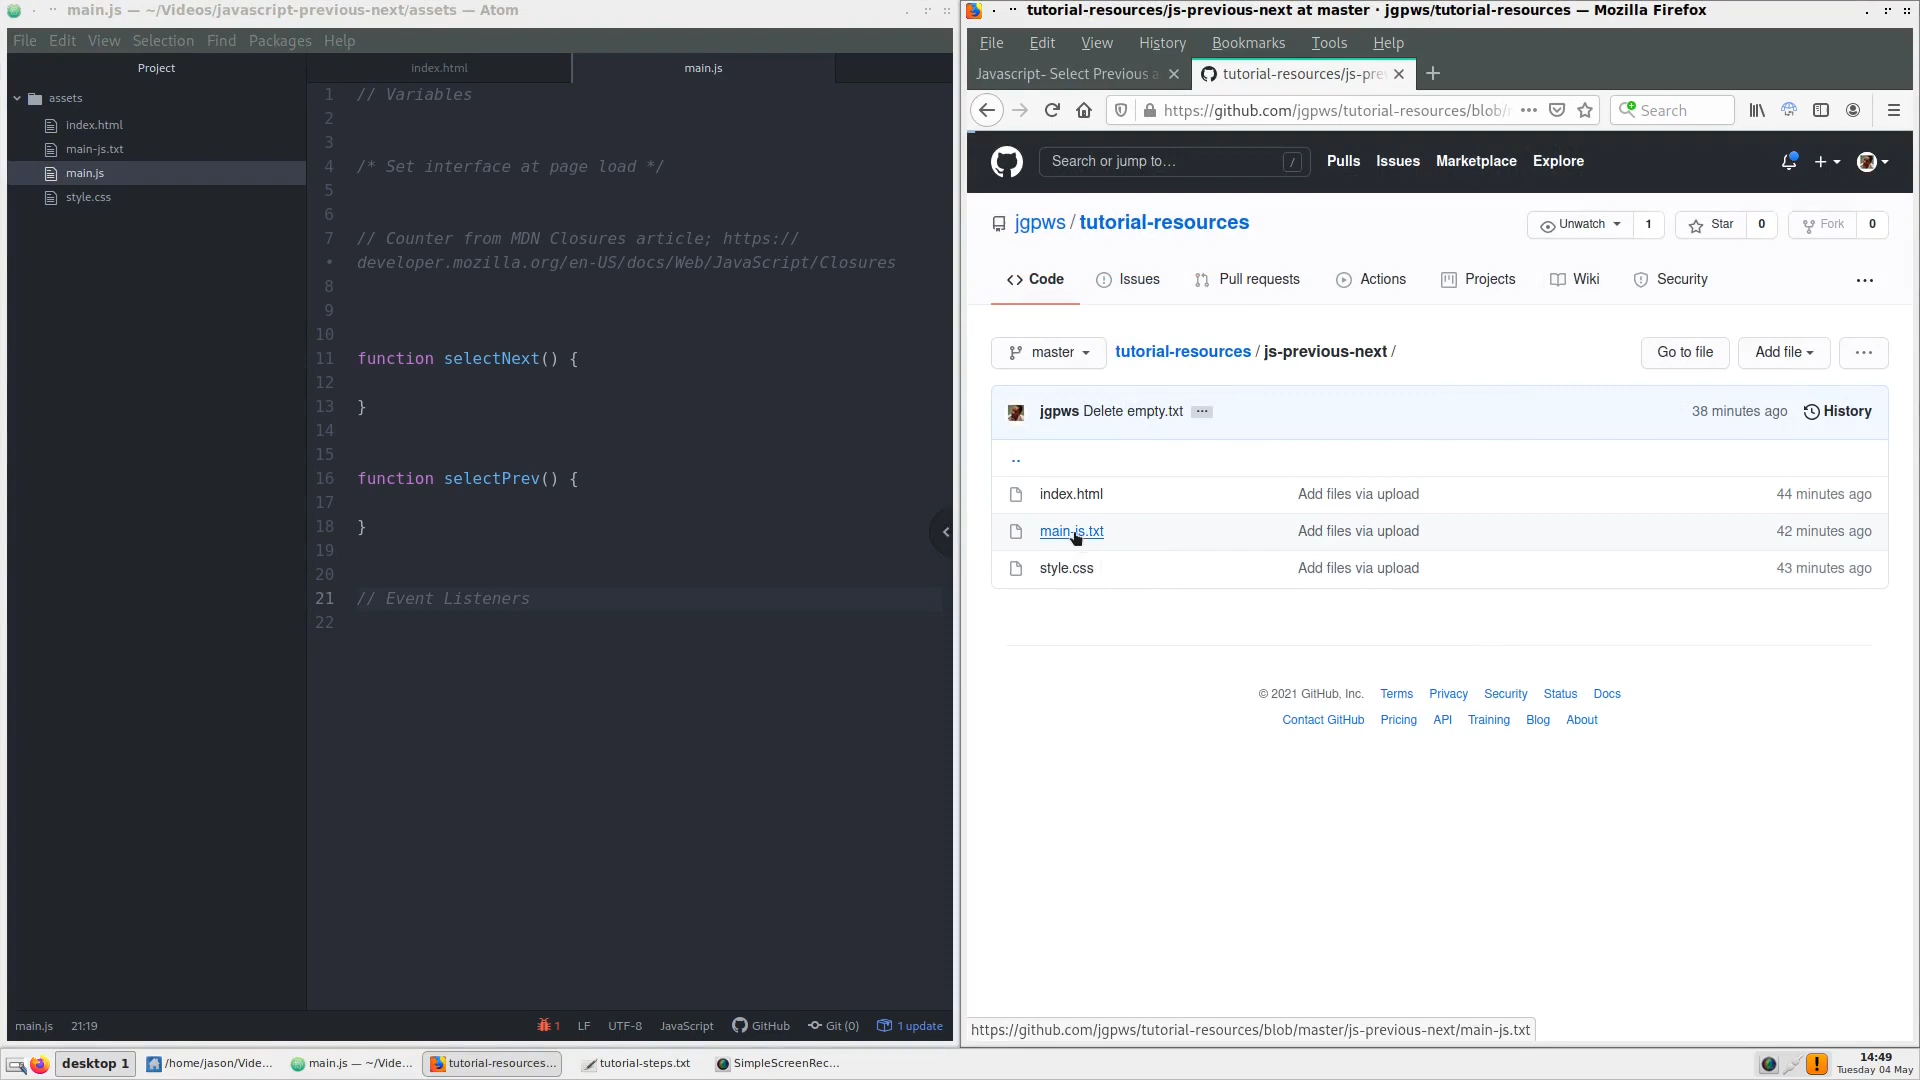 main.js — ~/Videos/javascript-previous-next/assets — Atom
File Edit View Selection Find Packages Help
Project
index.html
main.js
assets
index.html
main-js.txt
main.js
style.css
1 // Variables
2
3
4 /* Set interface at page load */
5
6
7 // Counter from MDN Closures article; https://
• developer.mozilla.org/en-US/docs/Web/JavaScript/Closures
8
9
10
11 function selectNext() {
12
13 }
14
15
16 function selectPrev() {
17
18 }
19
20
21 // Event Listeners
22
main.js 21:19
1 LF UTF-8 JavaScript GitHub Git (0) 1 update
tutorial-resources/js-previous-next at master · jgpws/tutorial-resources — Mozilla Firefox
File Edit View History Bookmarks Tools Help
Javascript- Select Previous a
tutorial-resources/js-pre
https://github.com/jgpws/tutorial-resources/blob/
Search
Search or jump to… /
Pulls Issues Marketplace Explore
jgpws / tutorial-resources
Unwatch 1 Star 0 Fork 0
Code Issues Pull requests Actions Projects Wiki Security
master tutorial-resources / js-previous-next /
Go to file Add file
jgpws Delete empty.txt 38 minutes ago History
..
index.html Add files via upload 44 minutes ago
main-js.txt Add files via upload 42 minutes ago
style.css Add files via upload 43 minutes ago
© 2021 GitHub, Inc. Terms Privacy Security Status Docs
Contact GitHub Pricing API Training Blog About
https://github.com/jgpws/tutorial-resources/blob/master/js-previous-next/main-js.txt
desktop 1 /home/jason/Vide... main.js — ~/Vide... tutorial-resources... tutorial-steps.txt SimpleScreenRec...
14:49
Tuesday 04 May